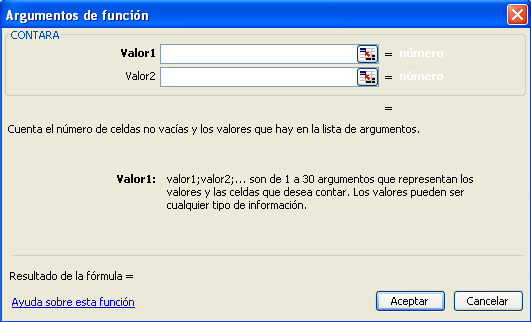 Argumentos de función
CONTARA
Valor1 = número
Valor2 = número
=
Cuenta el número de celdas no vacías y los valores que hay en la lista de argumentos.
Valor1: valor1;valor2;... son de 1 a 30 argumentos que representan los
valores y las celdas que desea contar. Los valores pueden ser
cualquier tipo de información.
Resultado de la fórmula =
Ayuda sobre esta función Aceptar Cancelar